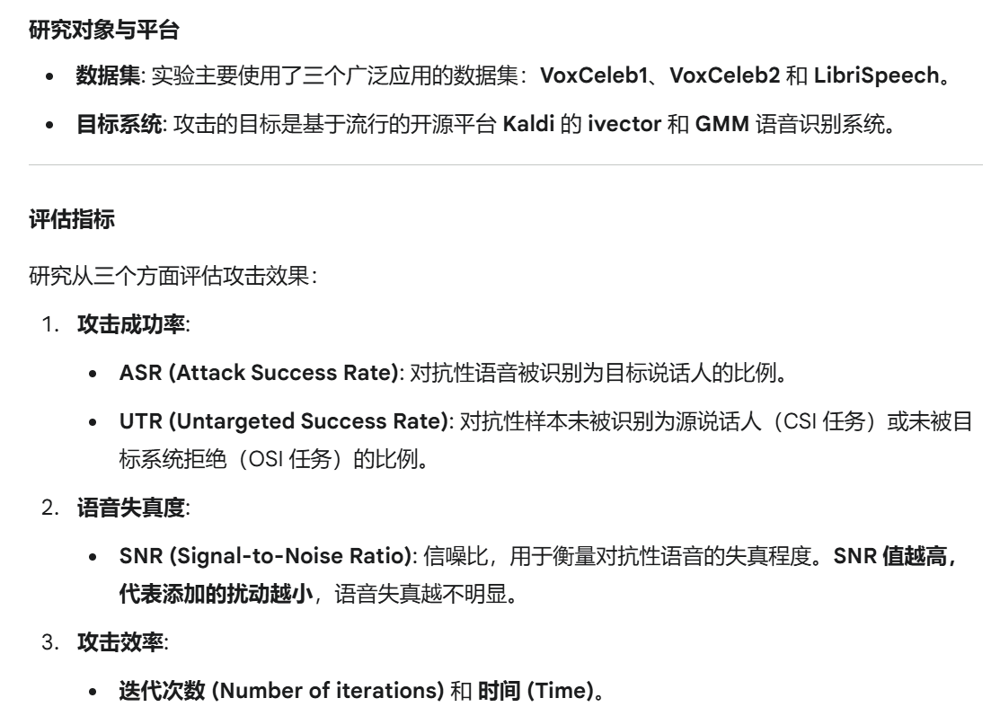 研究对象与平台
• 数据集: 实验主要使用了三个广泛应用的数据集：VoxCeleb1、VoxCeleb2 和 LibriSpeech。
• 目标系统: 攻击的目标是基于流行的开源平台 Kaldi 的 ivector 和 GMM 语音识别系统。
评估指标
研究从三个方面评估攻击效果：
1. 攻击成功率:
• ASR (Attack Success Rate): 对抗性语音被识别为目标说话人的比例。
• UTR (Untargeted Success Rate): 对抗性样本未被识别为源说话人（CSI 任务）或未被目
标系统拒绝（OSI 任务）的比例。
2. 语音失真度:
• SNR (Signal-to-Noise Ratio): 信噪比，用于衡量对抗性语音的失真程度。SNR 值越高，
代表添加的扰动越小，语音失真越不明显。
3. 攻击效率:
• 迭代次数 (Number of iterations) 和 时间 (Time)。